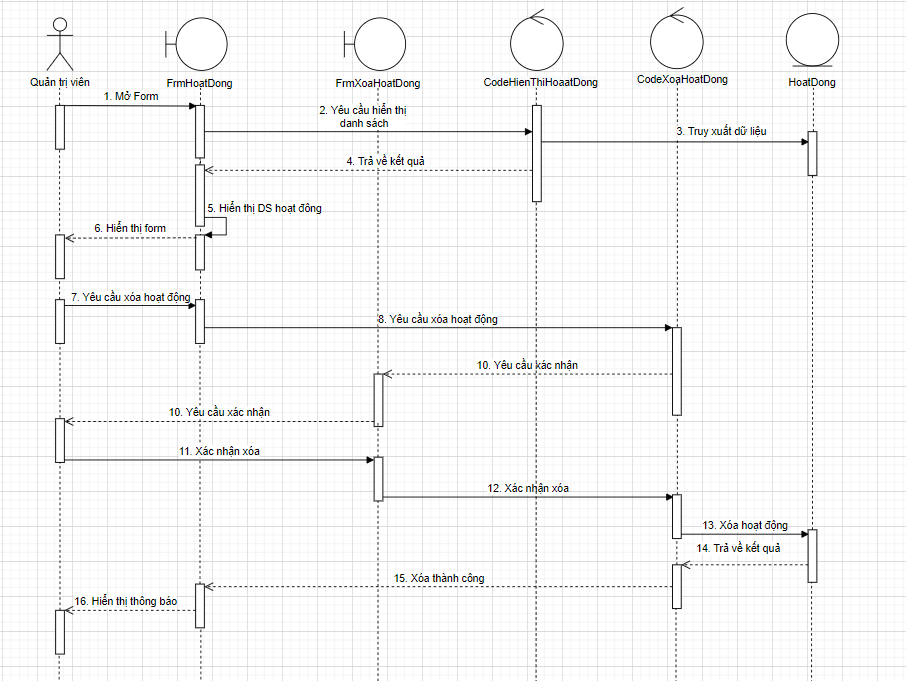 Quản trị viên
FrmHoatDong
FrmXoaHoatDong
CodeHienThiHoaatDong
CodeXoaHoatDong
HoatDong
1. Mở Form
2. Yêu cầu hiển thị
danh sách
3. Truy xuất dữ liệu
4. Trả về kết quả
5. Hiển thị DS hoạt đông
6. Hiển thị form
7. Yêu cầu xóa hoạt động
8. Yêu cầu xóa hoạt động
10. Yêu cầu xác nhận
10. Yêu cầu xác nhận
11. Xác nhận xóa
12. Xác nhận xóa
13. Xóa hoạt động
14. Trả về kết quả
15. Xóa thành công
16. Hiển thị thông báo